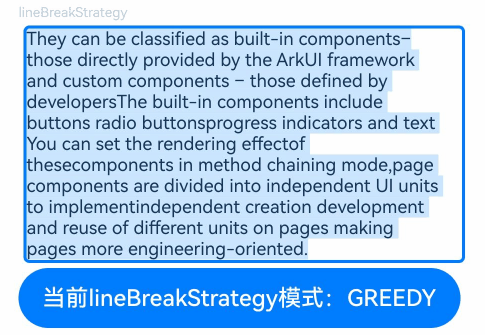 lineBreakStrategy
They can be classified as built-in components–
those directly provided by the ArkUI framework
and custom components – those defined by
developersThe built-in components include
buttons radio buttonsprogress indicators and text
You can set the rendering effectof
thesecomponents in method chaining mode,page
components are divided into independent UI units
to implementindependent creation development
and reuse of different units on pages making
pages more engineering-oriented.
当前lineBreakStrategy模式：GREEDY